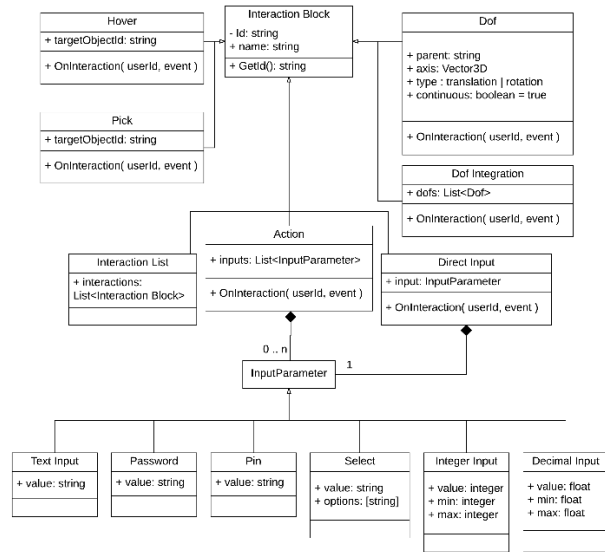 Hover
+ targetObjectId: string
+ OnInteraction( userId, event )
Interaction Block
- Id: string
+ name: string
+ GetId(): string
Dof
+ parent: string
+ axis: Vector3D
+ type : translation | rotation
+ continuous: boolean = true
+ OnInteraction( userId, event )
Pick
+ targetObjectId: string
+ OnInteraction( userId, event )
Dof Integration
+ dofs: List<Dof>
+ OnInteraction( userId, event )
Interaction List
+ interactions:
List<Interaction Block>
Action
+ inputs: List<InputParameter>
+ OnInteraction( userId, event )
Direct Input
+ input: InputParameter
+ OnInteraction( userId, event )
0 .. n
1
InputParameter
Text Input
+ value: string
Password
+ value: string
Pin
+ value: string
Select
+ value: string
+ options: [string]
Integer Input
+ value: integer
+ min: integer
+ max: integer
Decimal Input
+ value: float
+ min: float
+ max: float